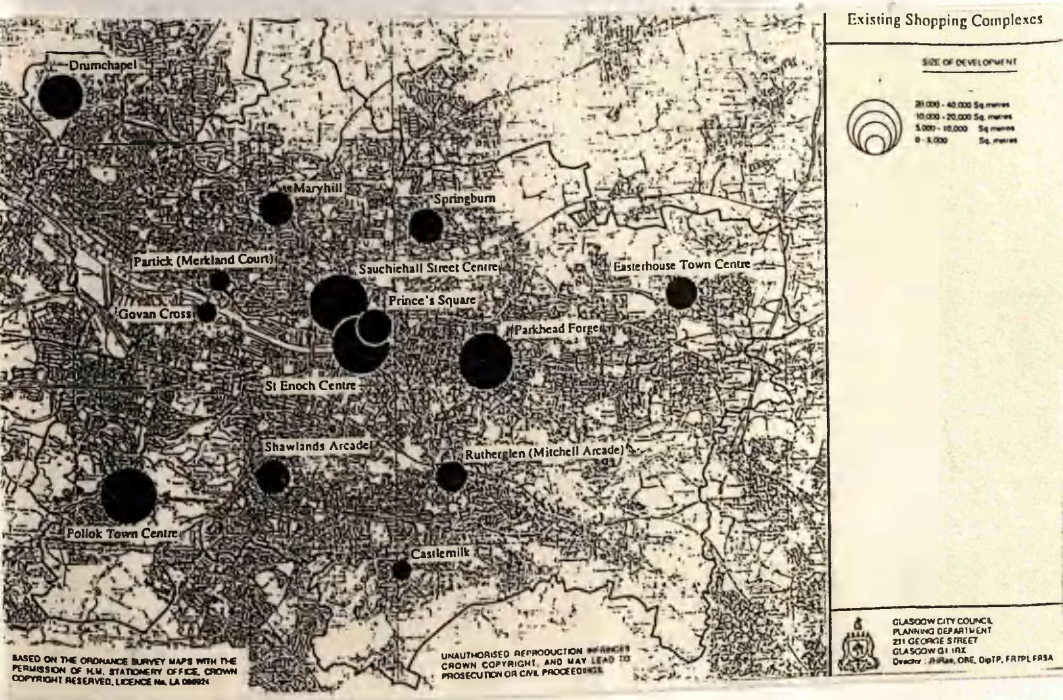 Existing Shopping Complexes
SIZE OF DEVELOPMENT
20,000 - 40,000 Sq. metres
10,000 - 20,000 Sq. metres
5,000 - 10,000 Sq. metres
0 - 5,000 Sq. metres
Drumchapel
Maryhill
Springburn
Partick (Merkland Court)
Sauchiehall Street Centre
Easterhouse Town Centre
Prince's Square
Govan Cross
Parkhead Forge
St Enoch Centre
Shawlands Arcade
Rutherglen (Mitchell Arcade)
Pollok Town Centre
Castlemilk
BASED ON THE ORDNANCE SURVEY MAPS WITH THE
PERMISSION OF H.M. STATIONERY OFFICE, CROWN
COPYRIGHT RESERVED, LICENCE No. LA
UNAUTHORISED REPRODUCTION INFRINGES
CROWN COPYRIGHT, AND MAY LEAD TO
PROSECUTION OR CIVIL PROCEEDINGS
GLASGOW CITY COUNCIL
PLANNING DEPARTMENT
231 GEORGE STREET
GLASGOW G1 1RX
Director : OBE, DipTP, FRTPI, FRSA